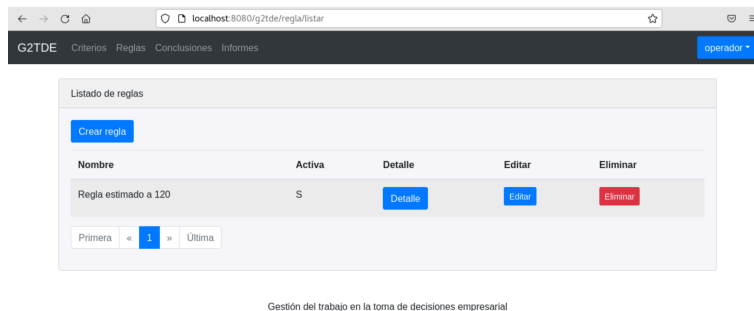 localhost:8080/g2tde/regla/listar
G2TDE Criterios Reglas Conclusiones Informes operador
Listado de reglas
Crear regla
Nombre Activa Detalle Editar Eliminar
Regla estimado a 120 S Detalle Editar Eliminar
Primera « 1 » Última
Gestión del trabajo en la toma de decisiones empresarial